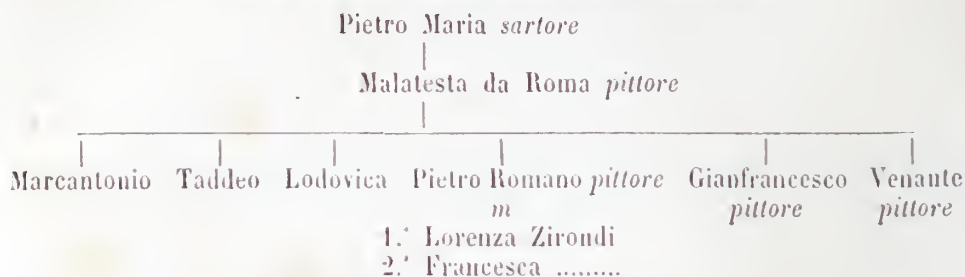 Pietro Maria sartore
Malatesta da Roma pittore
Marcantonio Taddeo Lodovica Pietro Romano pittore Gianfrancesco Venante
m pittore pittore
1.ª Lorenza Zirondi
2.ª Francesca .........